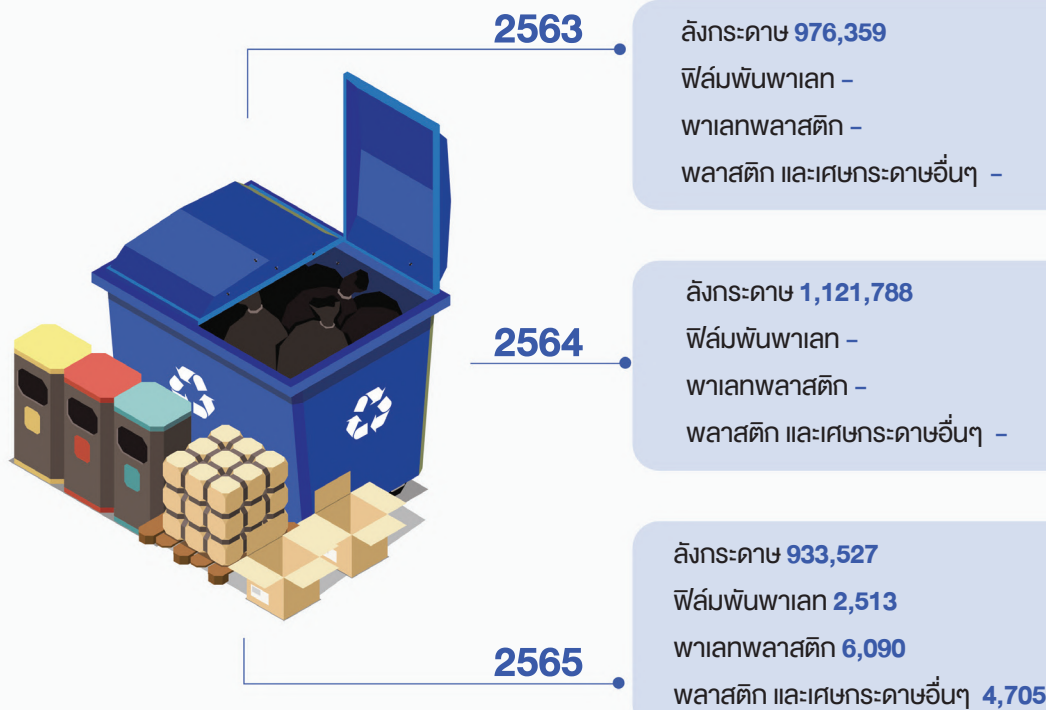 2563
ลังกระดาษ 976,359
ฟิล์มพันพาเลท –
พาเลทพลาสติก –
พลาสติก และเศษกระดาษอื่นๆ –
2564
ลังกระดาษ 1,121,788
ฟิล์มพันพาเลท –
พาเลทพลาสติก –
พลาสติก และเศษกระดาษอื่นๆ –
2565
ลังกระดาษ 933,527
ฟิล์มพันพาเลท 2,513
พาเลทพลาสติก 6,090
พลาสติก และเศษกระดาษอื่นๆ 4,705